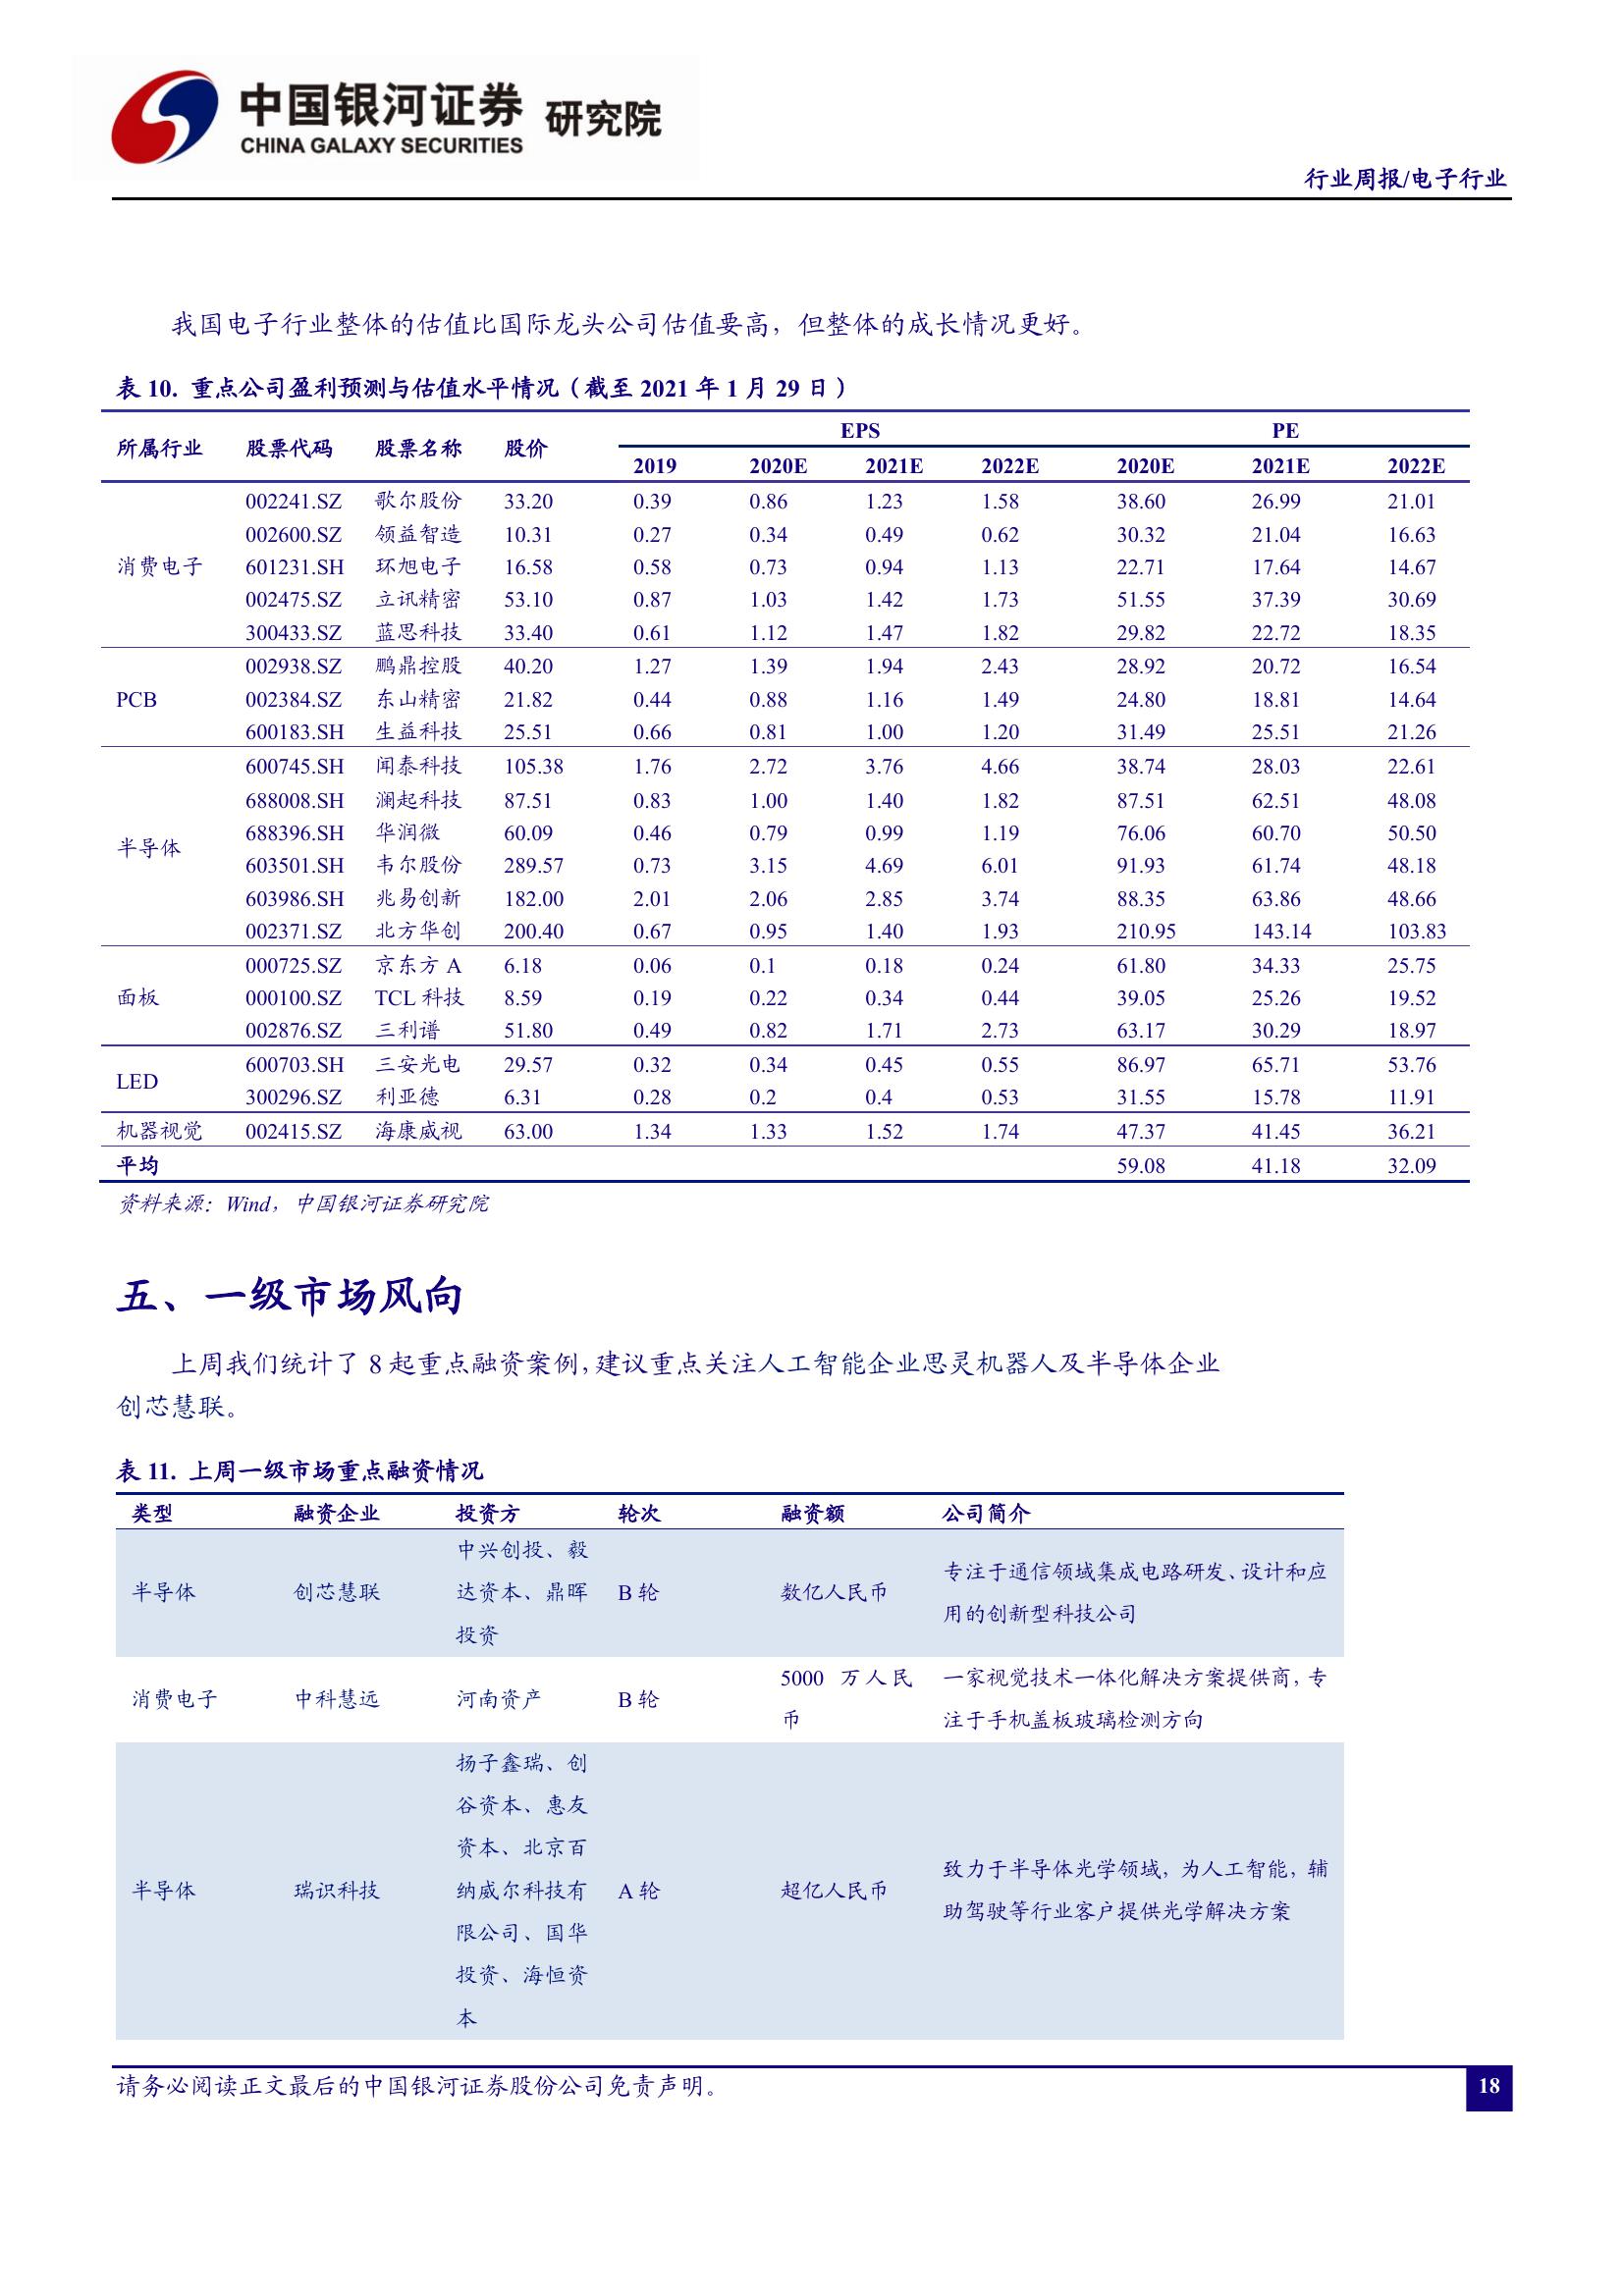 中国银河证券 研究院
CHINA GALAXY SECURITIES
行业周报/电子行业
我国电子行业整体的估值比国际龙头公司估值要高，但整体的成长情况更好。
表 10. 重点公司盈利预测与估值水平情况（截至 2021 年 1 月 29 日）
所属行业 股票代码 股票名称 股价 EPS PE
2019 2020E 2021E 2022E 2020E 2021E 2022E
002241.SZ 歌尔股份 33.20 0.39 0.86 1.23 1.58 38.60 26.99 21.01
002600.SZ 领益智造 10.31 0.27 0.34 0.49 0.62 30.32 21.04 16.63
消费电子 601231.SH 环旭电子 16.58 0.58 0.73 0.94 1.13 22.71 17.64 14.67
002475.SZ 立讯精密 53.10 0.87 1.03 1.42 1.73 51.55 37.39 30.69
300433.SZ 蓝思科技 33.40 0.61 1.12 1.47 1.82 29.82 22.72 18.35
002938.SZ 鹏鼎控股 40.20 1.27 1.39 1.94 2.43 28.92 20.72 16.54
PCB 002384.SZ 东山精密 21.82 0.44 0.88 1.16 1.49 24.80 18.81 14.64
600183.SH 生益科技 25.51 0.66 0.81 1.00 1.20 31.49 25.51 21.26
600745.SH 闻泰科技 105.38 1.76 2.72 3.76 4.66 38.74 28.03 22.61
688008.SH 澜起科技 87.51 0.83 1.00 1.40 1.82 87.51 62.51 48.08
688396.SH 华润微 60.09 0.46 0.79 0.99 1.19 76.06 60.70 50.50
半导体
603501.SH 韦尔股份 289.57 0.73 3.15 4.69 6.01 91.93 61.74 48.18
603986.SH 兆易创新 182.00 2.01 2.06 2.85 3.74 88.35 63.86 48.66
002371.SZ 北方华创 200.40 0.67 0.95 1.40 1.93 210.95 143.14 103.83
000725.SZ 京东方 A 6.18 0.06 0.1 0.18 0.24 61.80 34.33 25.75
面板 000100.SZ TCL 科技 8.59 0.19 0.22 0.34 0.44 39.05 25.26 19.52
002876.SZ 三利谱 51.80 0.49 0.82 1.71 2.73 63.17 30.29 18.97
600703.SH 三安光电 29.57 0.32 0.34 0.45 0.55 86.97 65.71 53.76
LED
300296.SZ 利亚德 6.31 0.28 0.2 0.4 0.53 31.55 15.78 11.91
机器视觉 002415.SZ 海康威视 63.00 1.34 1.33 1.52 1.74 47.37 41.45 36.21
平均 59.08 41.18 32.09
资料来源：Wind，中国银河证券研究院
五、一级市场风向
上周我们统计了 8 起重点融资案例，建议重点关注人工智能企业思灵机器人及半导体企业
创芯慧联。
表 11. 上周一级市场重点融资情况
类型 融资企业 投资方 轮次 融资额 公司简介
中兴创投、毅
达资本、鼎晖
投资
半导体 创芯慧联 B 轮 数亿人民币
专注于通信领域集成电路研发、设计和应
用的创新型科技公司
消费电子 中科慧远 河南资产 B 轮
5000 万人民
币
一家视觉技术一体化解决方案提供商，专
注于手机盖板玻璃检测方向
扬子鑫瑞、创
谷资本、惠友
资本、北京百
纳威尔科技有
限公司、国华
投资、海恒资
本
半导体 瑞识科技 A 轮 超亿人民币
致力于半导体光学领域，为人工智能，辅
助驾驶等行业客户提供光学解决方案
请务必阅读正文最后的中国银河证券股份公司免责声明。
18